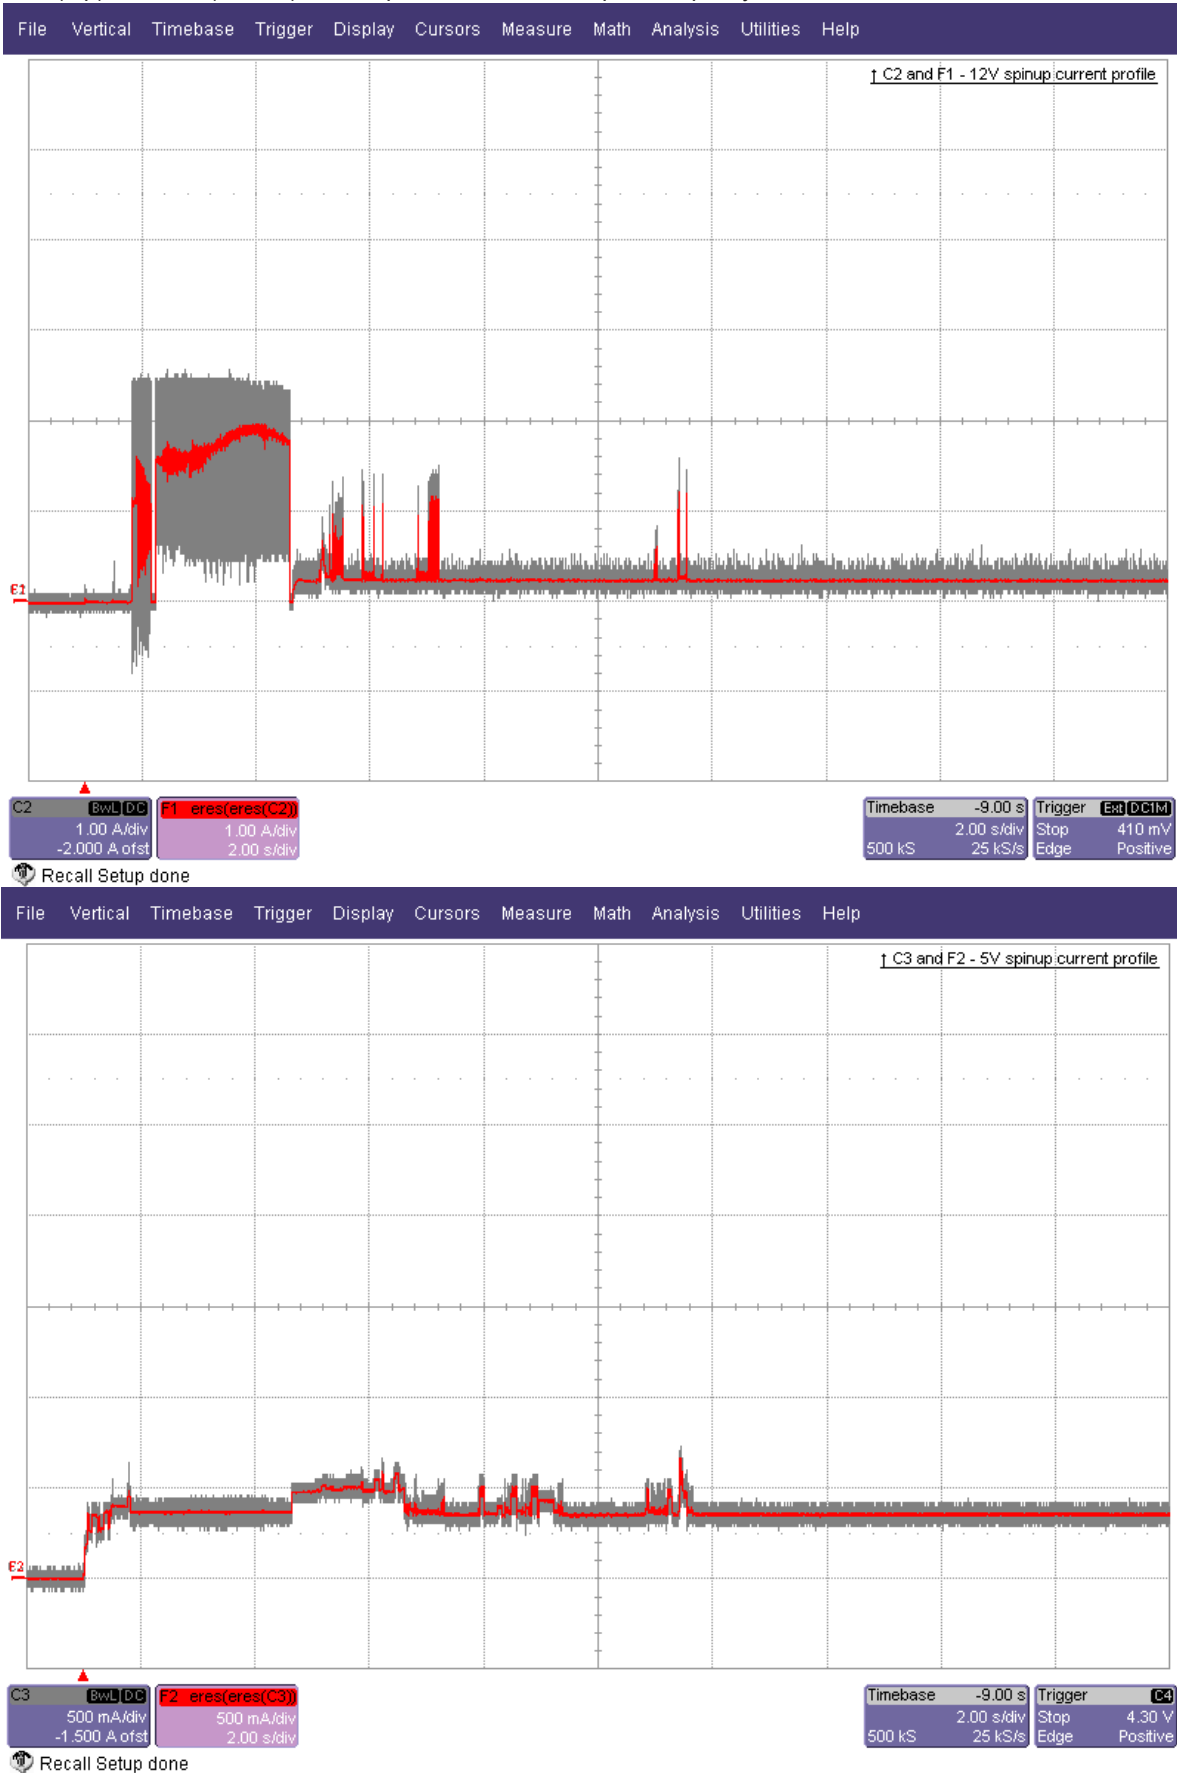 File Vertical Timebase Trigger Display Cursors Measure Math Analysis Utilities Help
↑ C2 and F1 - 12V spinup current profile
C2 BwL DC
1.00 A/div
-2.000 A ofst
F1 eres(eres(C2))
1.00 A/div
2.00 s/div
Timebase -9.00 s
2.00 s/div
500 kS 25 kS/s
Trigger Ext DC1M
Stop 410 mV
Edge Positive
Recall Setup done
File Vertical Timebase Trigger Display Cursors Measure Math Analysis Utilities Help
↑ C3 and F2 - 5V spinup current profile
C3 BwL DC
500 mA/div
-1.500 A ofst
F2 eres(eres(C3))
500 mA/div
2.00 s/div
Timebase -9.00 s
2.00 s/div
500 kS 25 kS/s
Trigger C4
Stop 4.30 V
Edge Positive
Recall Setup done